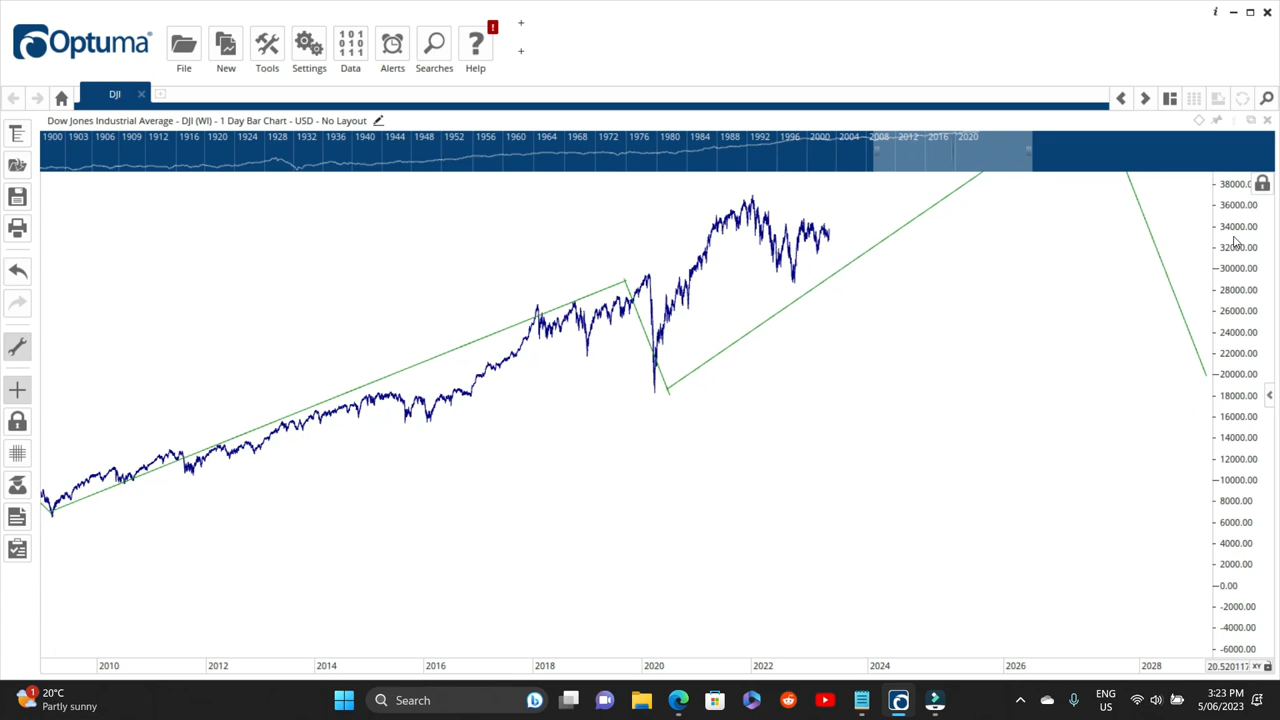 Optuma
File New Tools Settings Data Alerts Searches Help
DJI
Dow Jones Industrial Average - DJI (WI) - 1 Day Bar Chart - USD - No Layout
1900 1903 1906 1909 1912 1916 1920 1924 1928 1932 1936 1940 1944 1948 1952 1956 1960 1964 1968 1972 1976 1980 1984 1988 1992 1996 2000 2004 2008 2012 2016 2020
38000.00
36000.00
34000.00
32000.00
30000.00
28000.00
26000.00
24000.00
22000.00
20000.00
18000.00
16000.00
14000.00
12000.00
10000.00
8000.00
6000.00
4000.00
2000.00
0.00
-2000.00
-4000.00
-6000.00
2010 2012 2014 2016 2018 2020 2022 2024 2026 2028 20.520117 XY
1 20°C
Partly sunny
Search
ENG
US
3:23 PM
5/06/2023